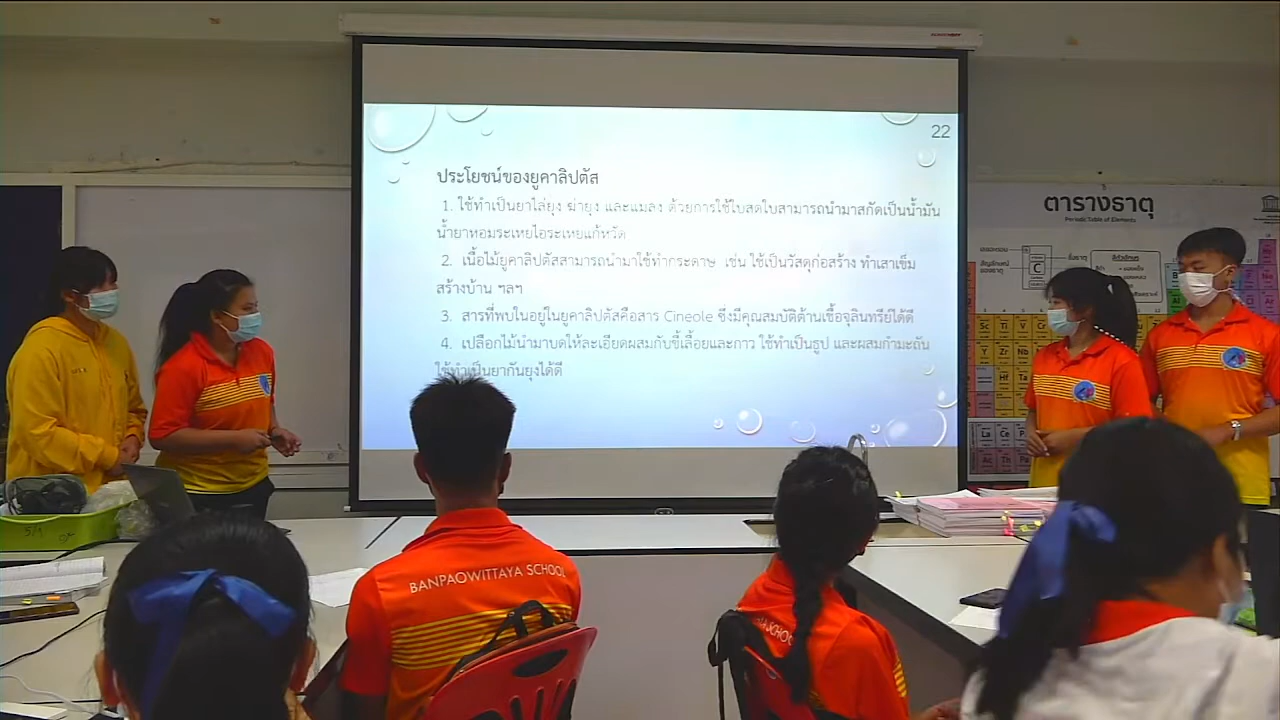 22
ประโยชน์ของยูคาลิปตัส
1. ใช้ทำเป็นยาไล่ยุง ฆ่ายุง และแมลง ด้วยการใช้ใบสดใบสามารถนำมาสกัดเป็นน้ำมัน
น้ำยาหอมระเหยไอระเหยแก้หวัด
2. เนื้อไม้ยูคาลิปตัสสามารถนำมาใช้ทำกระดาษ เช่น ใช้เป็นวัสดุก่อสร้าง ทำเสาเข็ม
สร้างบ้าน ฯลฯ
3. สารที่พบในอยู่ในยูคาลิปตัสคือสาร Cineole ซึ่งมีคุณสมบัติต้านเชื้อจุลินทรีย์ได้ดี
4. เปลือกไม้นำมาบดให้ละเอียดผสมกับขี้เลื่อยและกาว ใช้ทำเป็นธูป และผสมกำมะถัน
ใช้ทำเป็นยากันยุงได้ดี
ตารางธาตุ
Periodic Table of Elements
C
Sc Ti V
Y Zr Nb
Hf Ta
La Ce Pr
Ac Th Pa
BANPAOWITTAYA SCHOOL